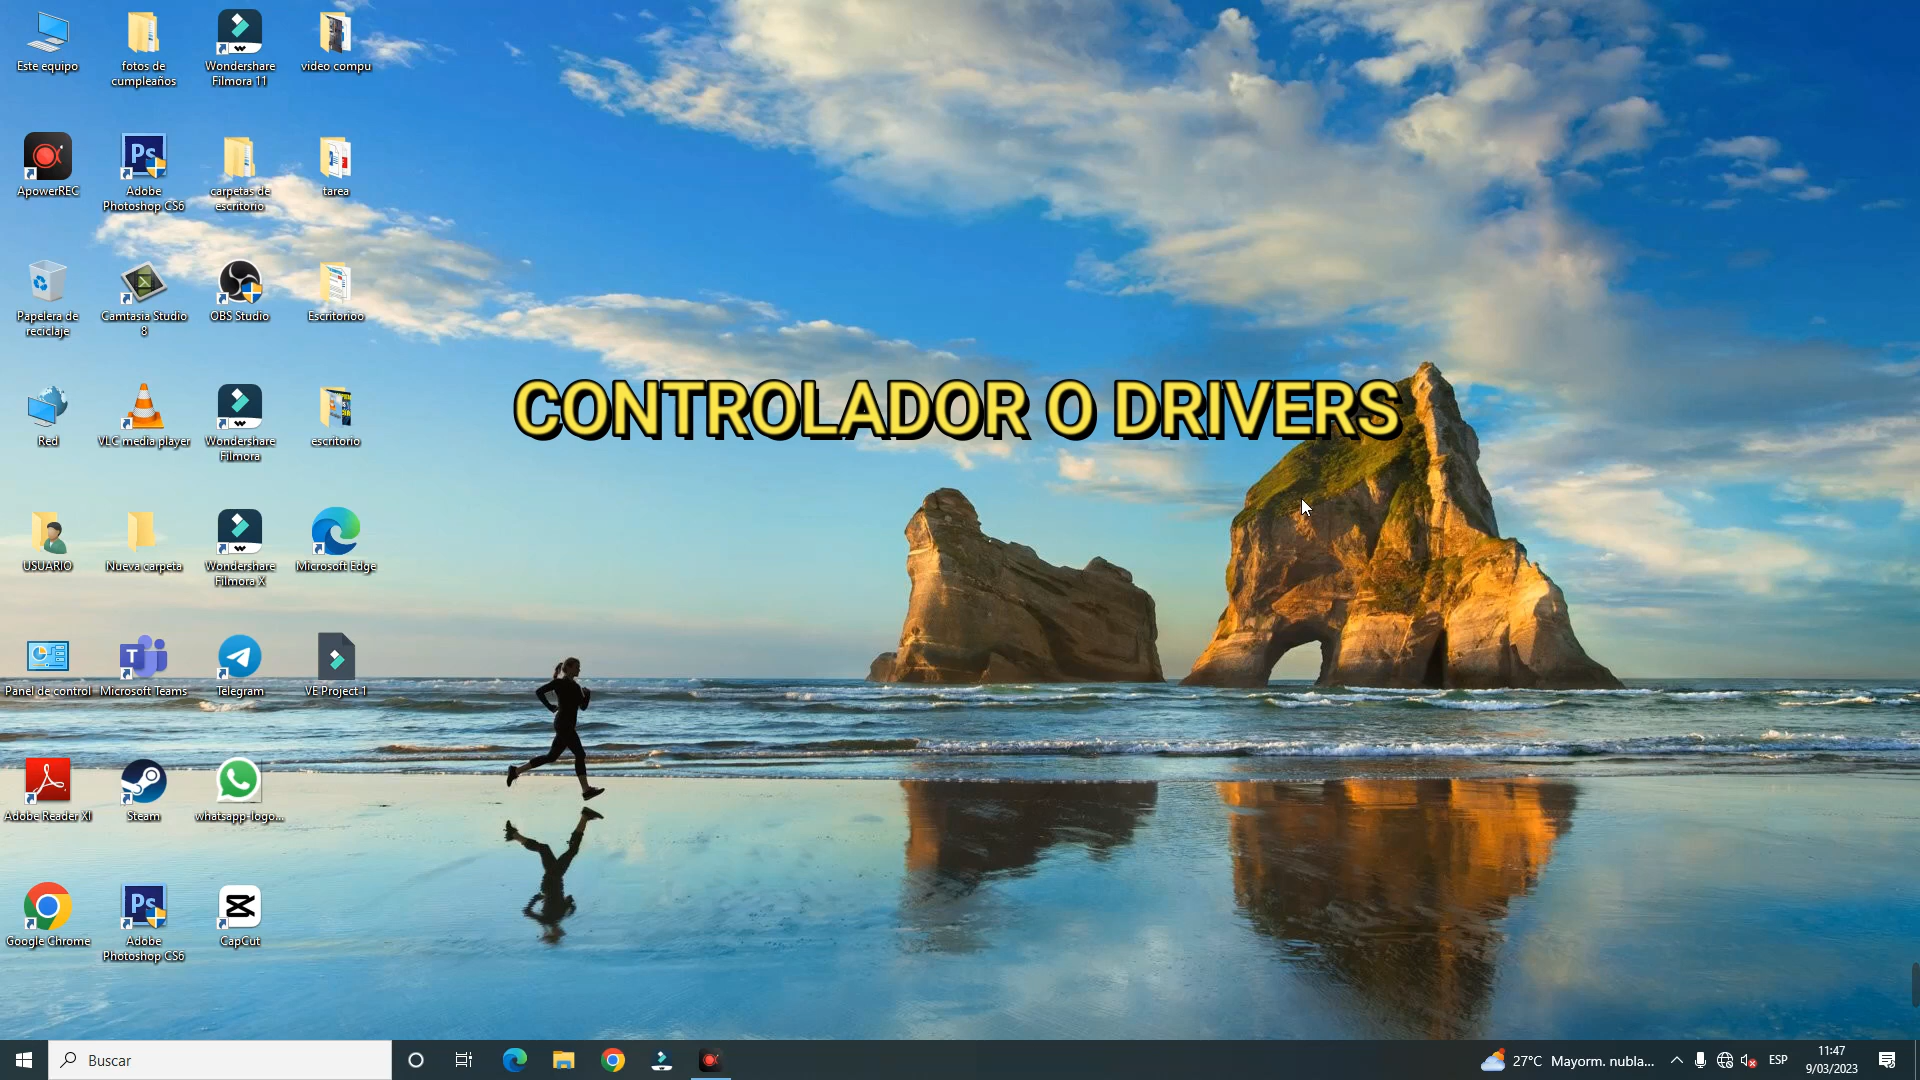 Este equipo
fotos de
cumpleaños
Wondershare
Filmora 11
video compu
ApowerREC
Ps
Adobe
Photoshop CS6
carpetas de
escritorio
tarea
Papelera de
reciclaje
Camtasia Studio
8
OBS Studio
Escritorioo
CONTROLADOR O DRIVERS
Red
VLC media player
Wondershare
Filmora
escritorio
USUARIO
Nueva carpeta
Wondershare
Filmora X
Microsoft Edge
T
Panel de control
Microsoft Teams
Telegram
VE Project 1
Adobe Reader XI
Steam
whatsapp-logo...
Ps
Google Chrome
Adobe
Photoshop CS6
CapCut
Buscar
27°C Mayorm. nubla...
ESP
11:47
9/03/2023